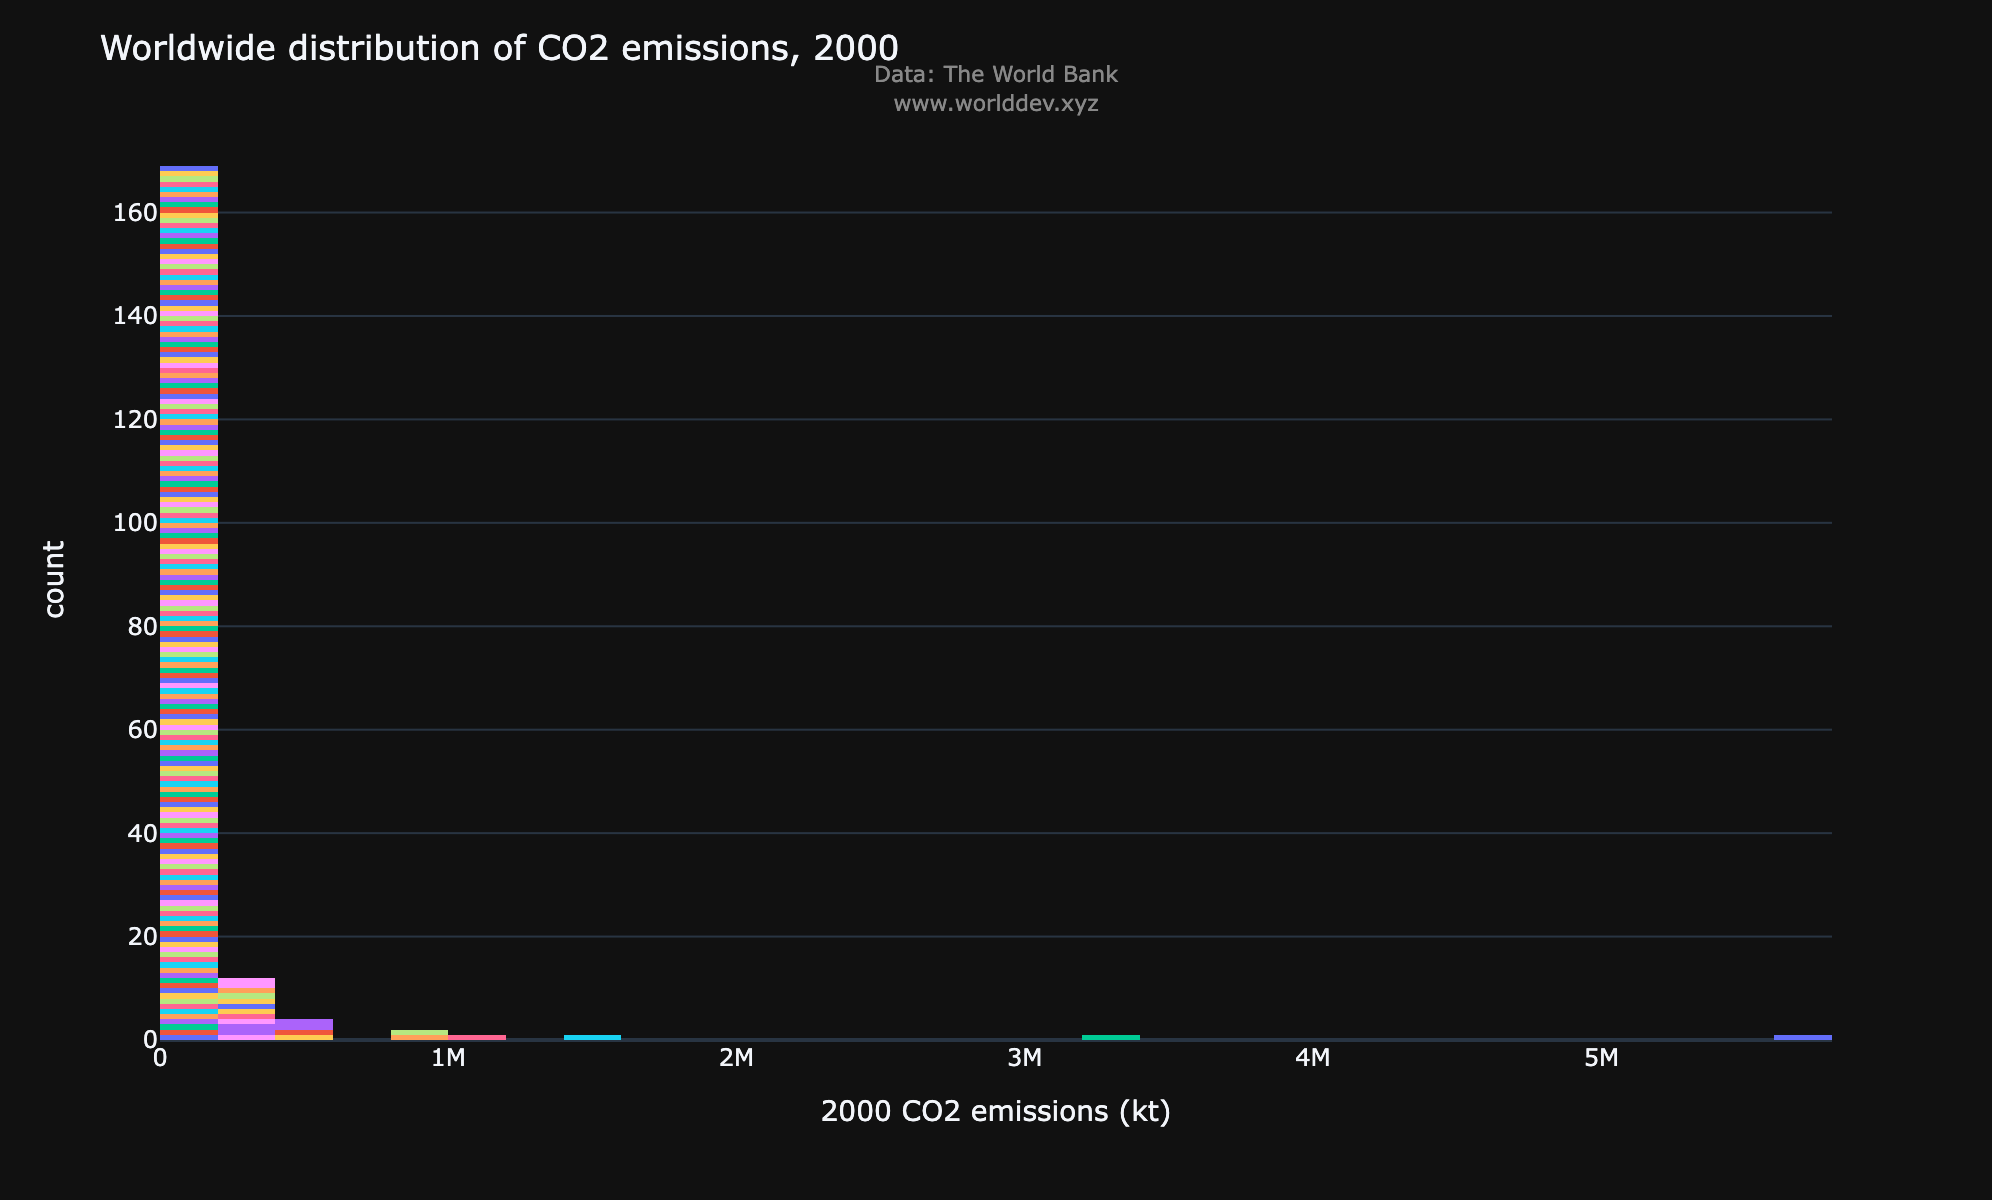 Worldwide distribution of CO2 emissions, 2000
Data: The World Bank
www.worlddev.xyz
160
140
120
100
80
60
40
20
0
count
0 1M 2M 3M 4M 5M
2000 CO2 emissions (kt)